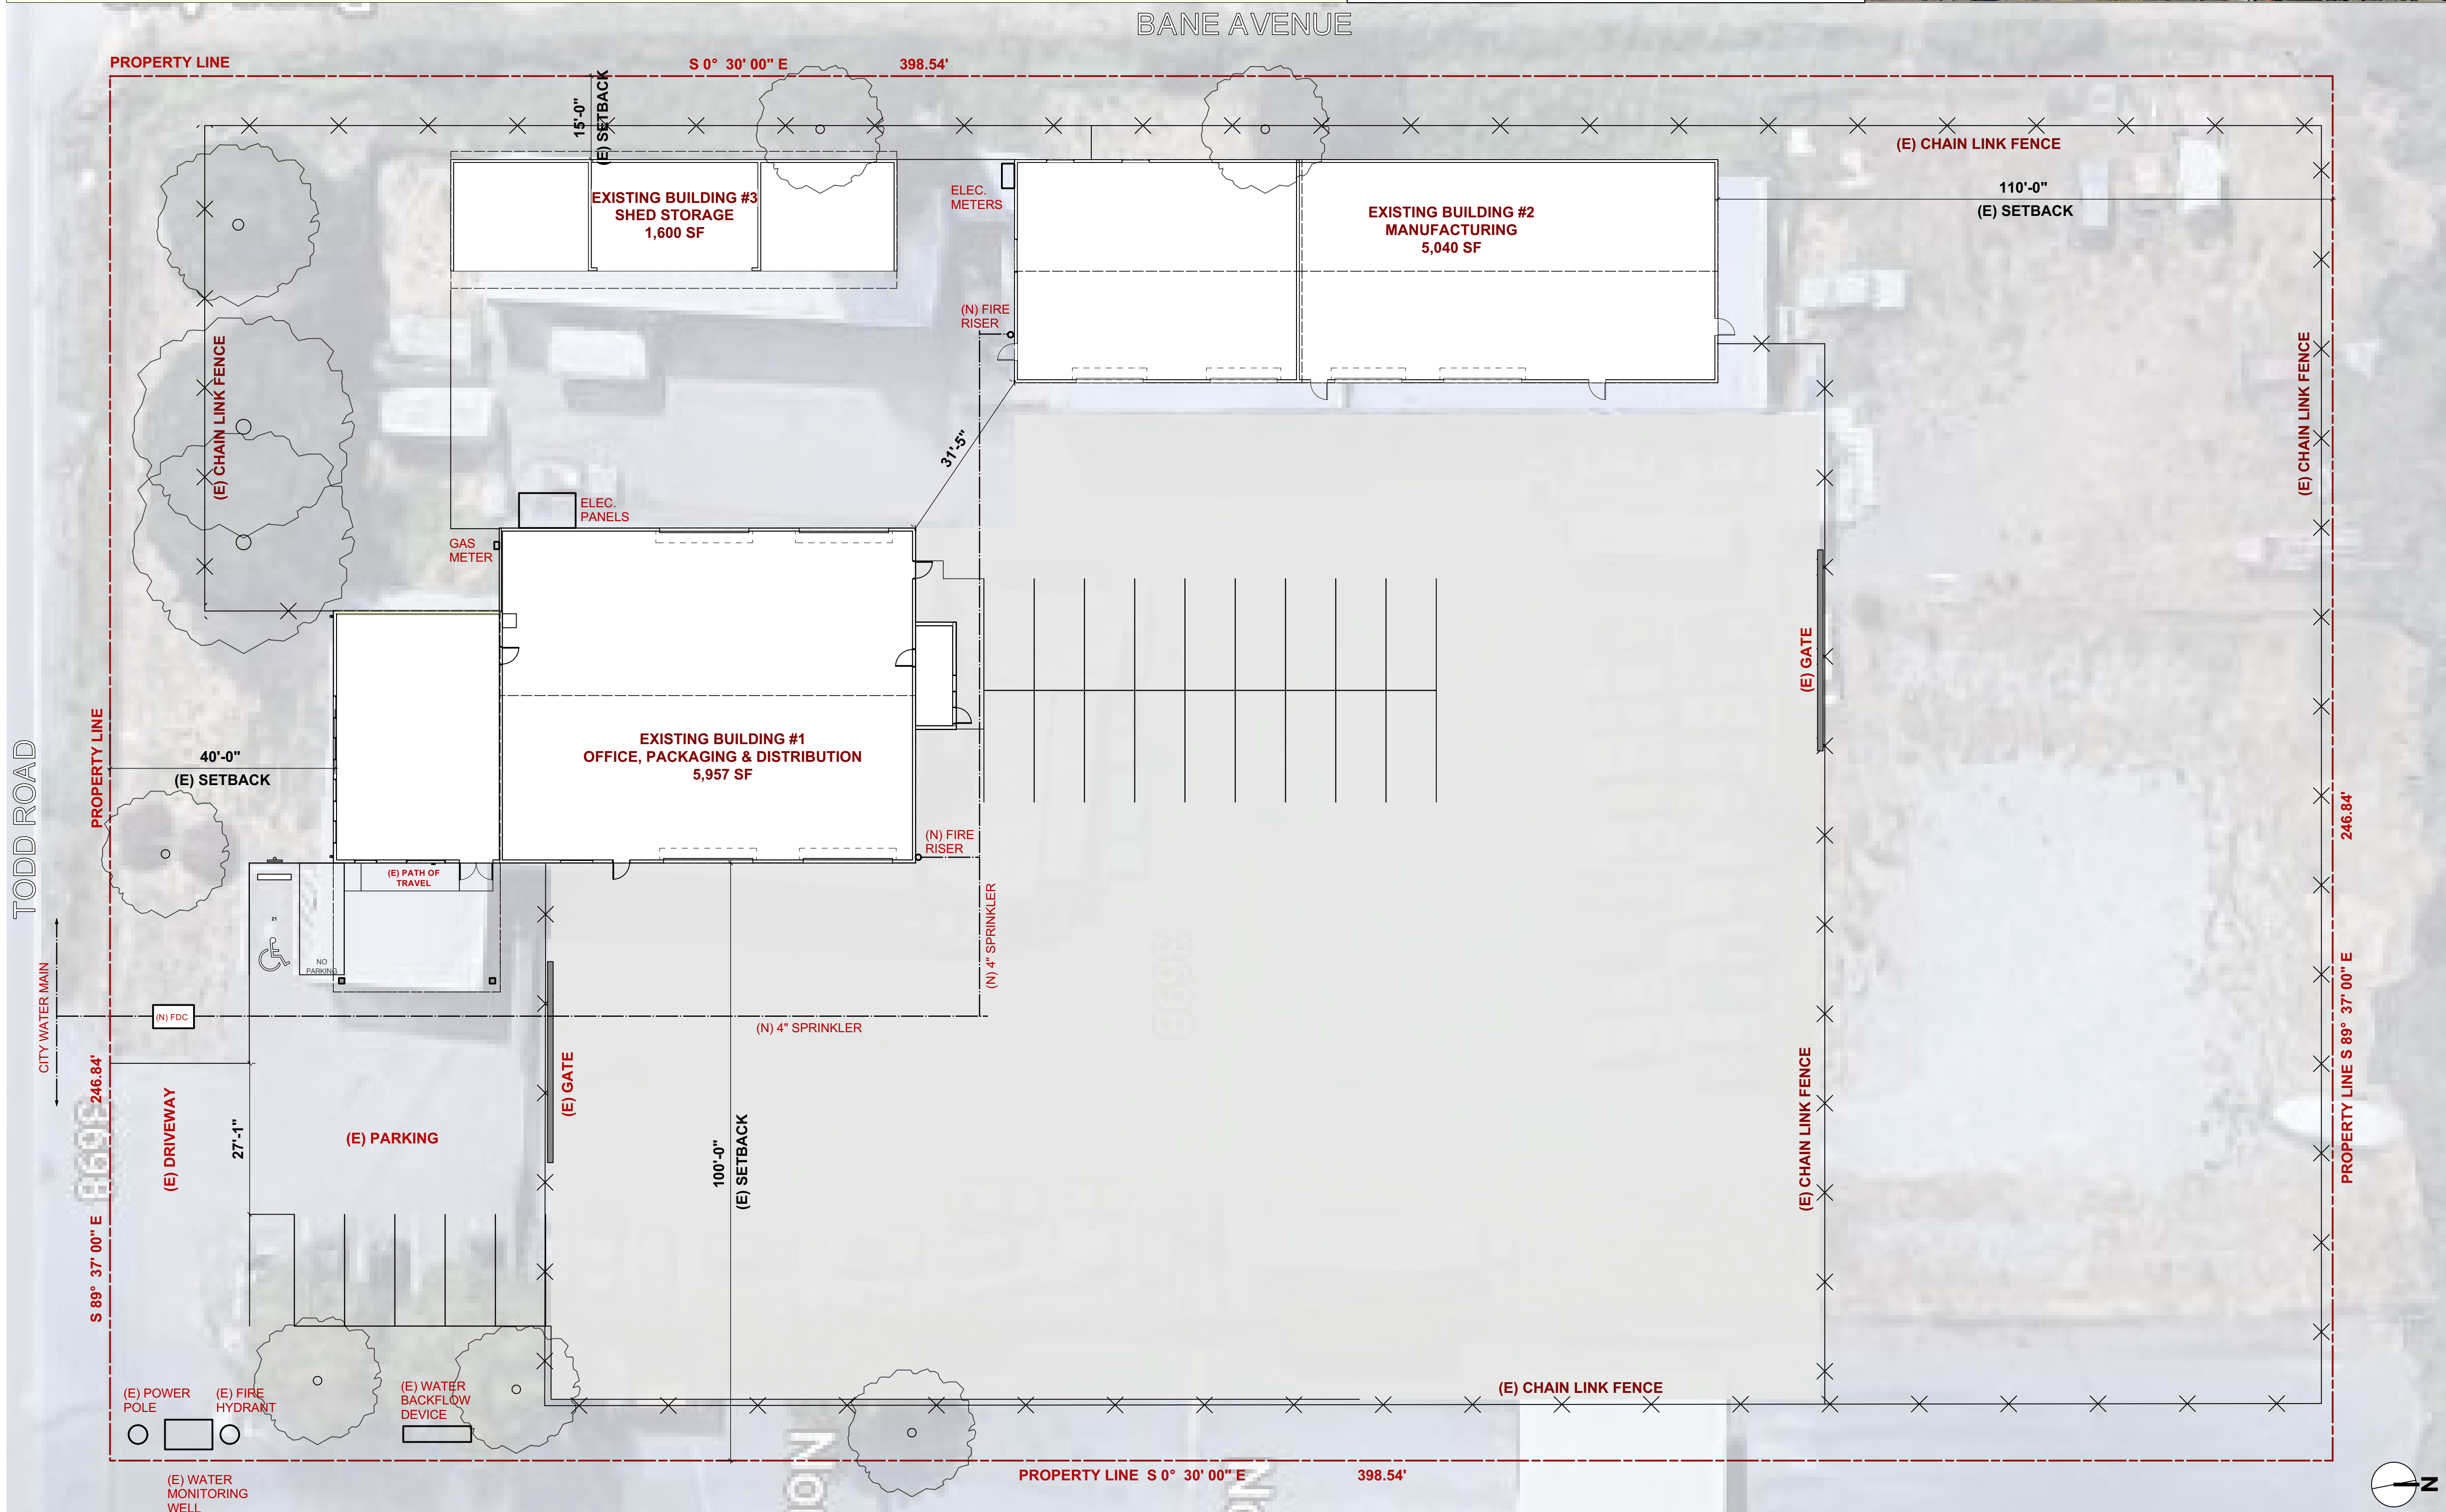 BANE AVENUE
PROPERTY LINE
S 0° 30' 00" E
398.54'
15'-0"
(E) SETBACK
(E) CHAIN LINK FENCE
110'-0"
(E) SETBACK
EXISTING BUILDING #3
SHED STORAGE
1,600 SF
ELEC.
METERS
EXISTING BUILDING #2
MANUFACTURING
5,040 SF
(N) FIRE
RISER
(E) CHAIN LINK FENCE
(E) CHAIN LINK FENCE
31'-5"
ELEC.
PANELS
GAS
METER
(E) GATE
PROPERTY LINE
40'-0"
(E) SETBACK
EXISTING BUILDING #1
OFFICE, PACKAGING & DISTRIBUTION
5,957 SF
TODD ROAD
246.84'
(N) FIRE
RISER
(E) PATH OF
TRAVEL
21
NO
PARKING
(N) 4" SPRINKLER
8698
CITY WATER MAIN
(N) FDC
(N) 4" SPRINKLER
PROPERTY LINE S 89° 37' 00" E
246.84'
(E) DRIVEWAY
27'-1"
(E) PARKING
(E) GATE
100'-0"
(E) SETBACK
(E) CHAIN LINK FENCE
8698
S 89° 37' 00" E
(E) CHAIN LINK FENCE
(E) POWER
POLE
(E) FIRE
HYDRANT
(E) WATER
BACKFLOW
DEVICE
(E) WATER
MONITORING
WELL
PROPERTY LINE S 0° 30' 00" E
398.54'
N